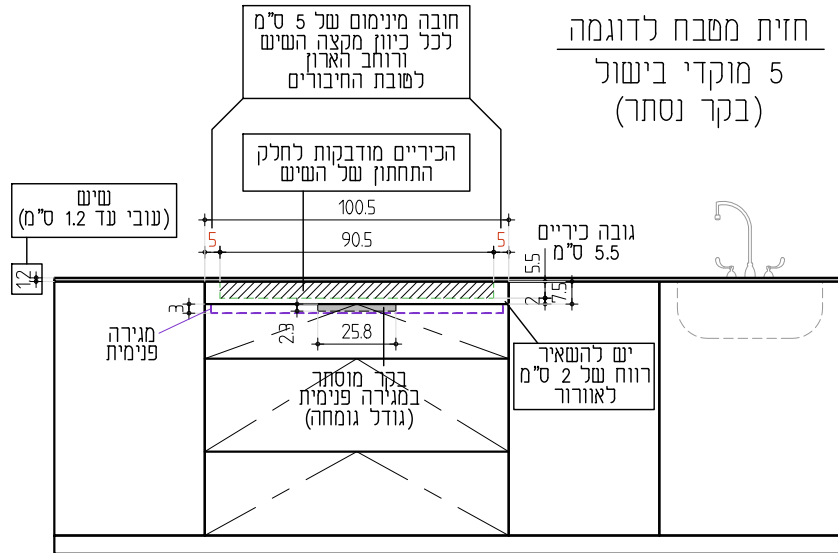 חזית מטבח לדוגמה
5 מוקדי בישול
(בקר נסתר)
חובה מינימום של 5 ס"מ
לכל כיוון מקצה השיש
ורוחב הארון
לטובת החיבורים
הכיריים מודבקות לחלק
התחתון של השיש
שיש
(עובי עד 1.2 ס"מ)
100.5
5
90.5
5
גובה כיריים
5.5 ס"מ
1.2
5.5
2
7.5
3
2.3
25.8
מגירה
פנימית
בקר מוסתר
במגירה פנימית
(גודל גומחה)
יש להשאיר
רווח של 2 ס"מ
לאוורור